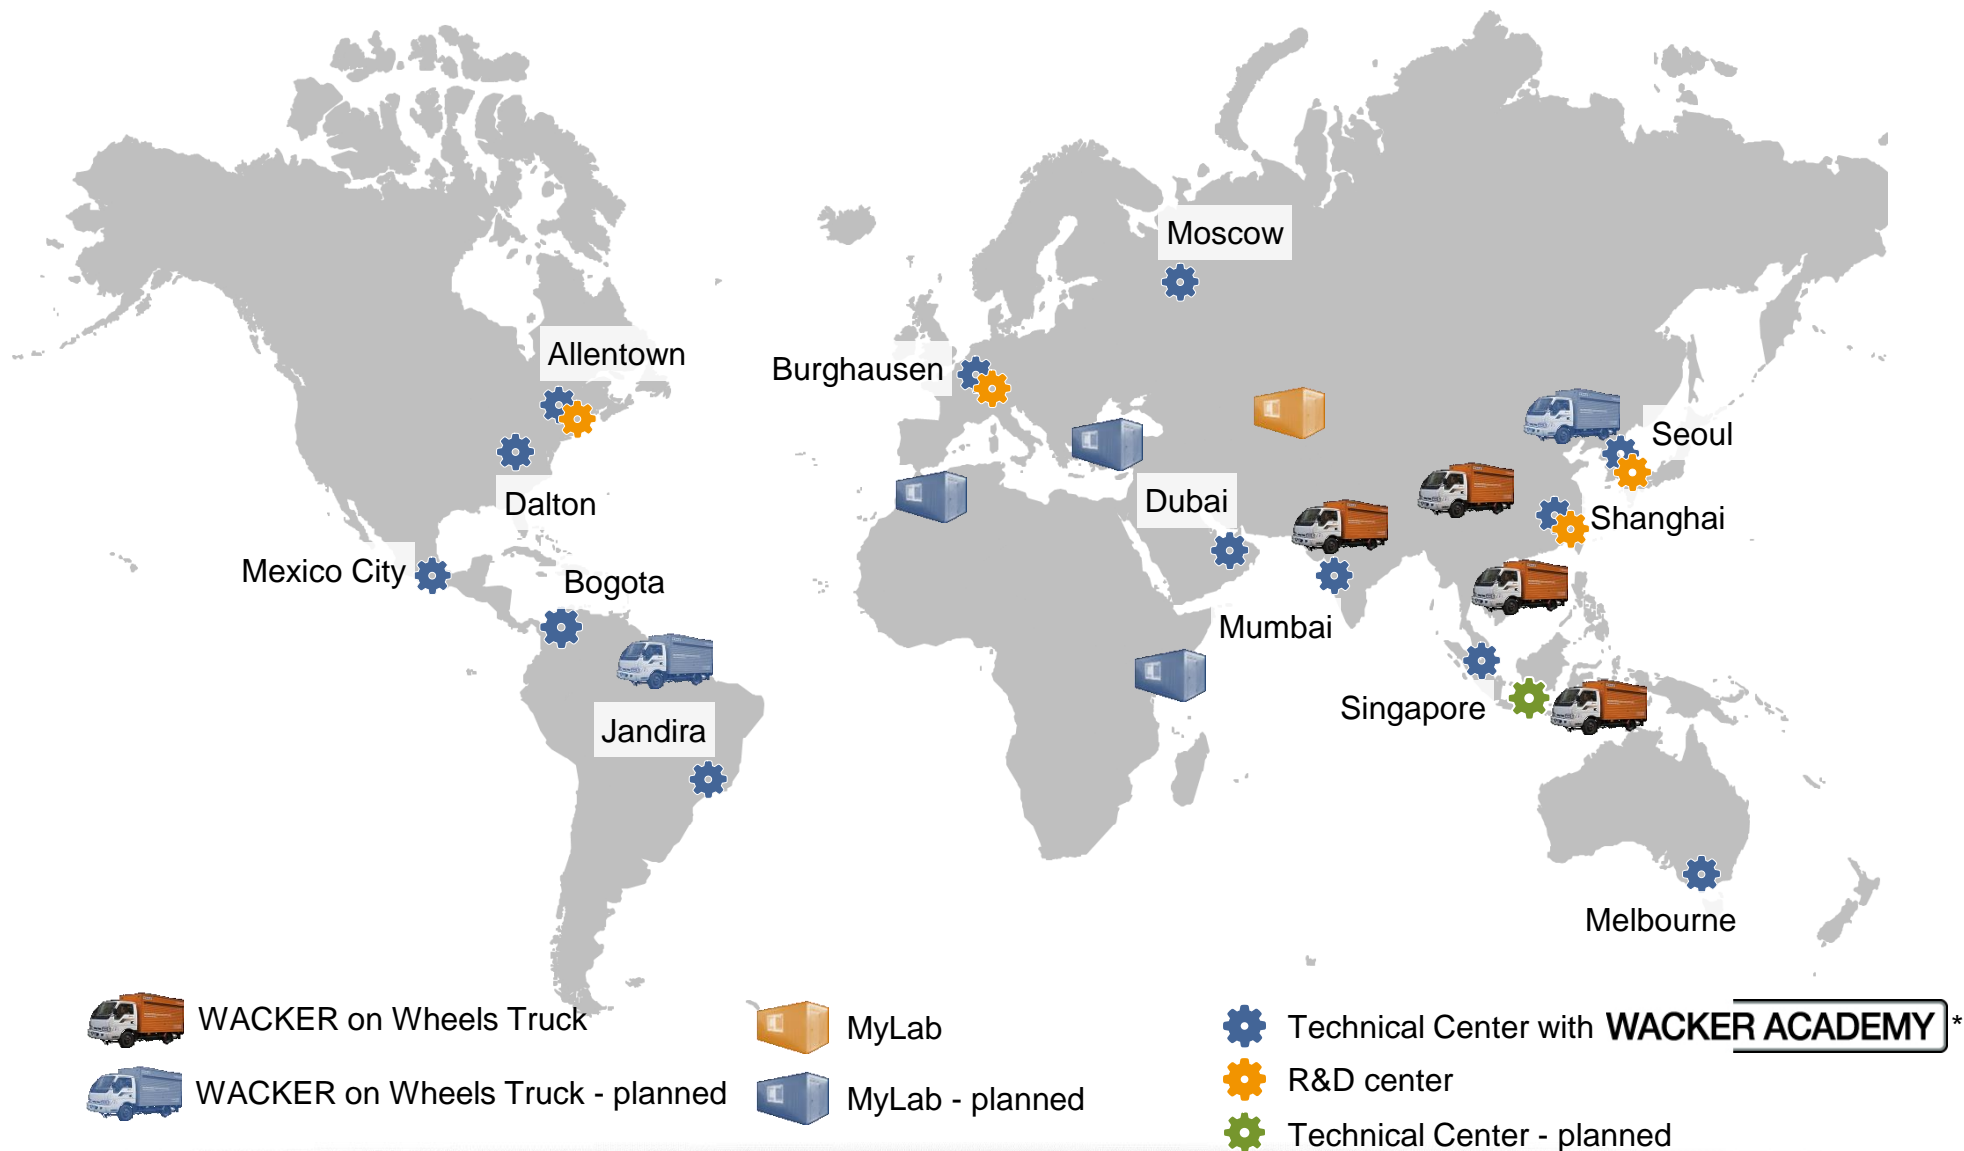 Moscow
Allentown
Burghausen
Seoul
Dalton
Dubai
Shanghai
Mexico City
Bogota
Mumbai
Singapore
Jandira
Melbourne
WACKER on Wheels Truck
MyLab
Technical Center with WACKER ACADEMY *
R&D center
WACKER on Wheels Truck - planned
MyLab - planned
Technical Center - planned